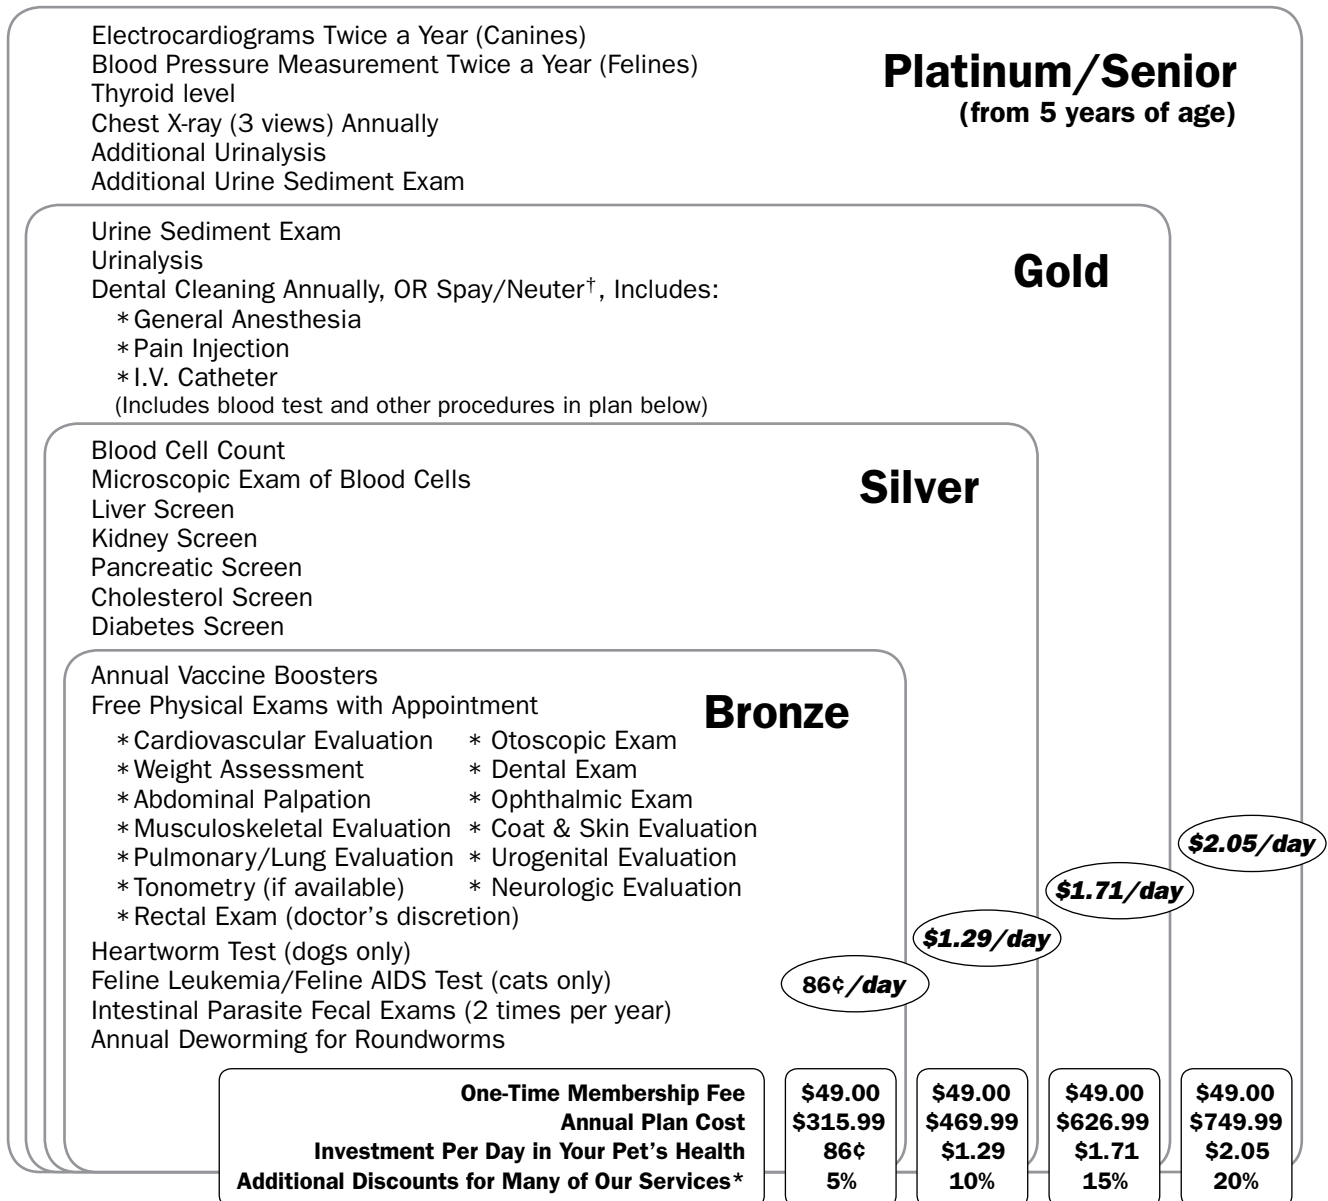 Electrocardiograms Twice a Year (Canines)
Blood Pressure Measurement Twice a Year (Felines)
Thyroid level
Chest X-ray (3 views) Annually
Additional Urinalysis
Additional Urine Sediment Exam
Platinum/Senior
(from 5 years of age)
Urine Sediment Exam
Urinalysis
Dental Cleaning Annually, OR Spay/Neuter†, Includes:
*General Anesthesia
*Pain Injection
*I.V. Catheter
(Includes blood test and other procedures in plan below)
Gold
Blood Cell Count
Microscopic Exam of Blood Cells
Liver Screen
Kidney Screen
Pancreatic Screen
Cholesterol Screen
Diabetes Screen
Silver
Annual Vaccine Boosters
Free Physical Exams with Appointment
Bronze
*Cardiovascular Evaluation * Otoscopic Exam
*Weight Assessment * Dental Exam
*Abdominal Palpation * Ophthalmic Exam
*Musculoskeletal Evaluation * Coat & Skin Evaluation
*Pulmonary/Lung Evaluation * Urogenital Evaluation
*Tonometry (if available) * Neurologic Evaluation
*Rectal Exam (doctor's discretion)
Heartworm Test (dogs only)
Feline Leukemia/Feline AIDS Test (cats only)
Intestinal Parasite Fecal Exams (2 times per year)
Annual Deworming for Roundworms
86¢/day
$1.29/day
$1.71/day
$2.05/day
One-Time Membership Fee $49.00 $49.00 $49.00 $49.00
Annual Plan Cost $315.99 $469.99 $626.99 $749.99
Investment Per Day in Your Pet's Health 86¢ $1.29 $1.71 $2.05
Additional Discounts for Many of Our Services* 5% 10% 15% 20%